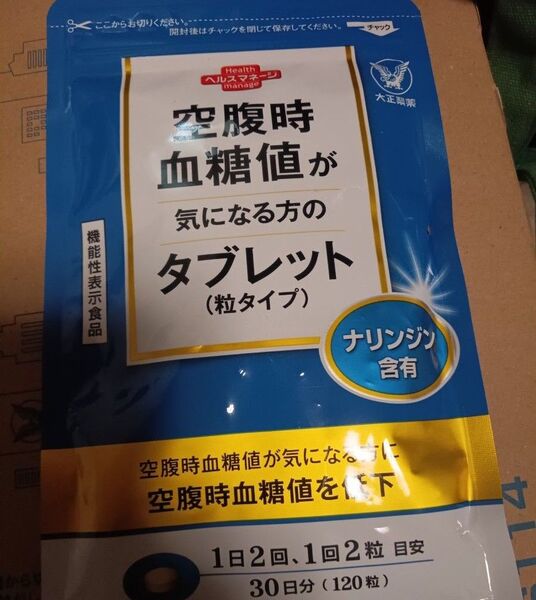 ここからお切りください。
開封後はチャックを閉じて保存してください。
チャック
Health
ヘルスマネージ
manage
大正製薬
空腹時
血糖値が
気になる方の
タブレット
(粒タイプ)
機能性表示食品
ナリンジン
含有
空腹時血糖値が気になる方に
空腹時血糖値を低下
1日2回、1回2粒 目安
30日分(120粒)